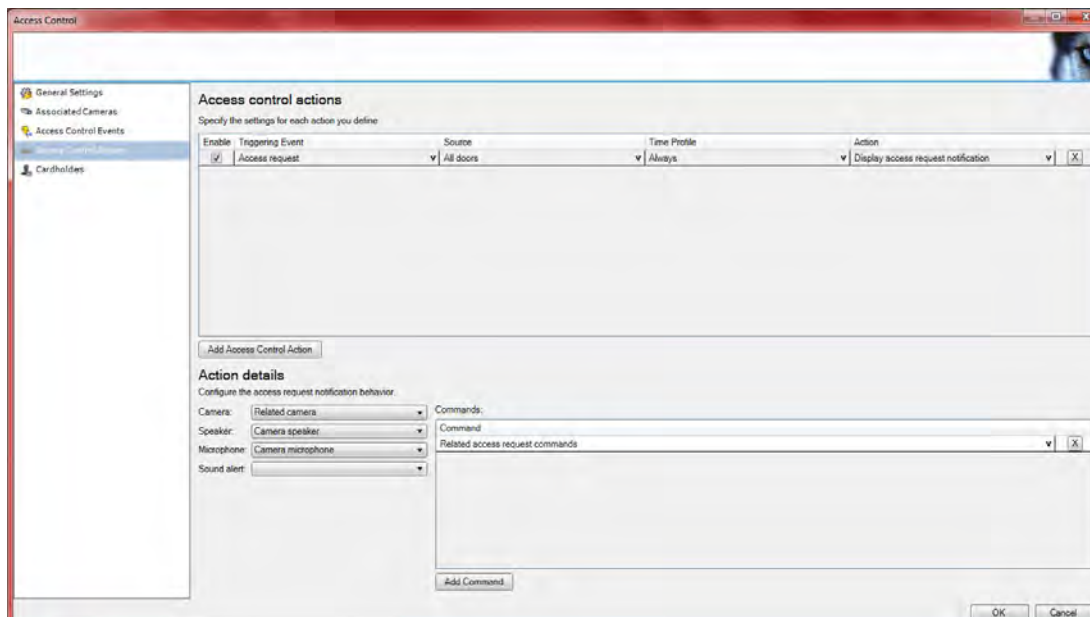 Access Control
General Settings
Associated Cameras
Access Control Events
Access Control Actions
Cardholders
Access control actions
Specify the settings for each action you define
Enable Triggering Event Source Time Profile Action
Access request v All doors v Always v Display access request notification v X
Add Access Control Action
Action details
Configure the access request notification behavior.
Camera: Related camera
Speaker: Camera speaker
Microphone: Camera microphone
Sound alert:
Commands:
Command
Related access request commands v X
Add Command
OK Cancel